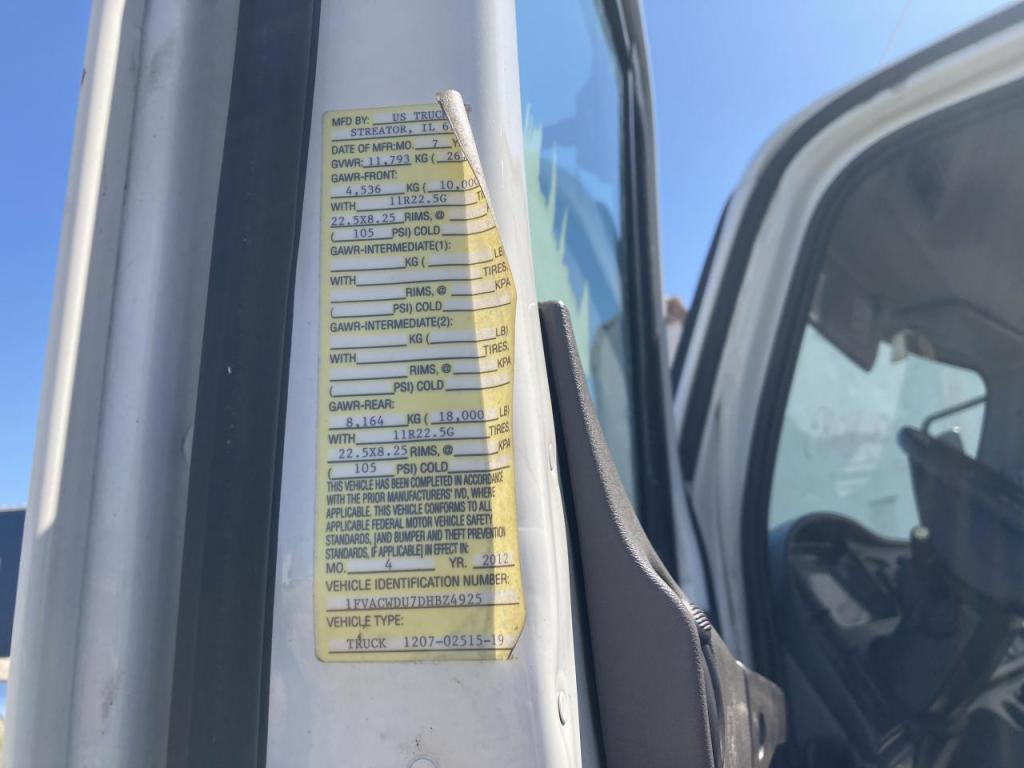 MFD BY: US TRUCK
STREATOR, IL 6
DATE OF MFR:MO. 7 Y
GVWR: 11,793 KG ( 26
GAWR-FRONT:
4,536 KG ( 10,000
WITH 11R22.5G TI
22.5X8.25 RIMS, @
( 105 PSI) COLD
GAWR-INTERMEDIATE(1):
KG ( LB)
WITH TIRES,
RIMS, @ KPA
( PSI) COLD
GAWR-INTERMEDIATE(2):
KG ( LB)
WITH TIRES,
RIMS, @ KPA
( PSI) COLD
GAWR-REAR:
8,164 KG ( 18,000 LB)
WITH 11R22.5G TIRES,
22.5X8.25 RIMS, @ KPA
( 105 PSI) COLD
THIS VEHICLE HAS BEEN COMPLETED IN ACCORDANCE
WITH THE PRIOR MANUFACTURERS' IVD, WHERE
APPLICABLE. THIS VEHICLE CONFORMS TO ALL
APPLICABLE FEDERAL MOTOR VEHICLE SAFETY
STANDARDS, [AND BUMPER AND THEFT PREVENTION
STANDARDS, IF APPLICABLE] IN EFFECT IN:
MO. 4 YR. 2012
VEHICLE IDENTIFICATION NUMBER:
1FVACWDU7DHBZ4925
VEHICLE TYPE:
TRUCK 1207-02515-19